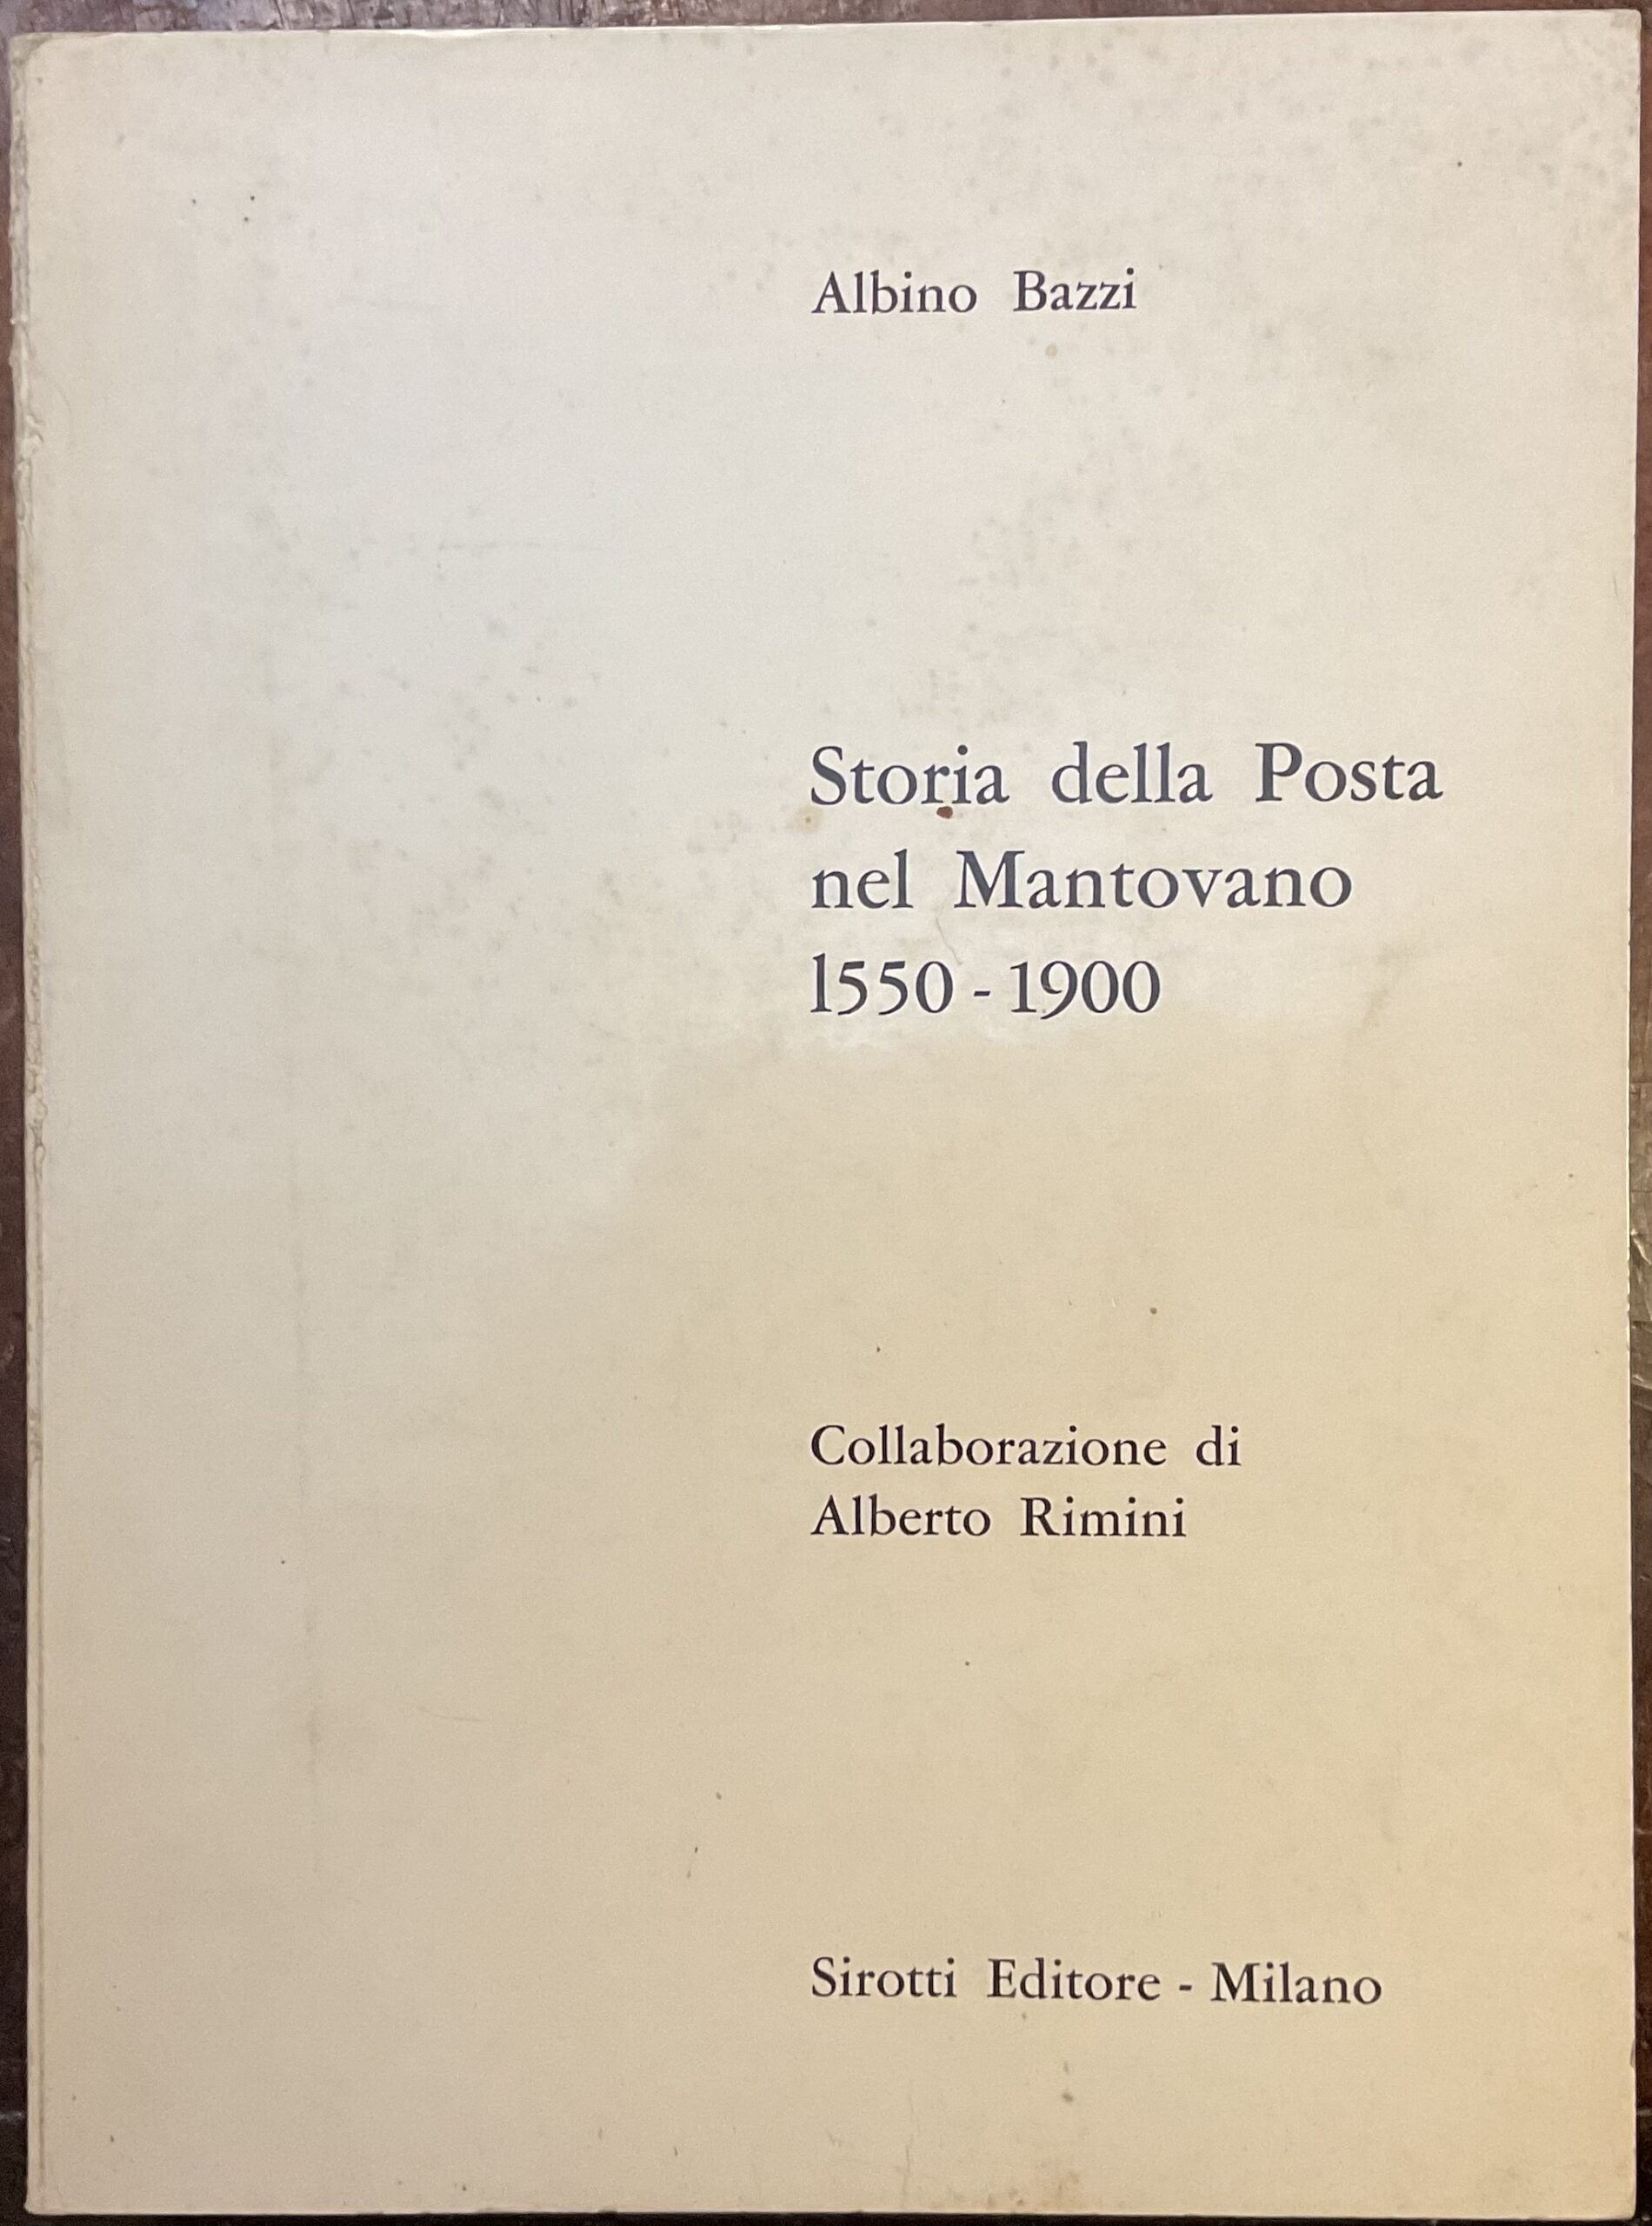 Albino Bazzi
Storia della Posta
nel Mantovano
1550 - 1900
Collaborazione di
Alberto Rimini
Sirotti Editore - Milano